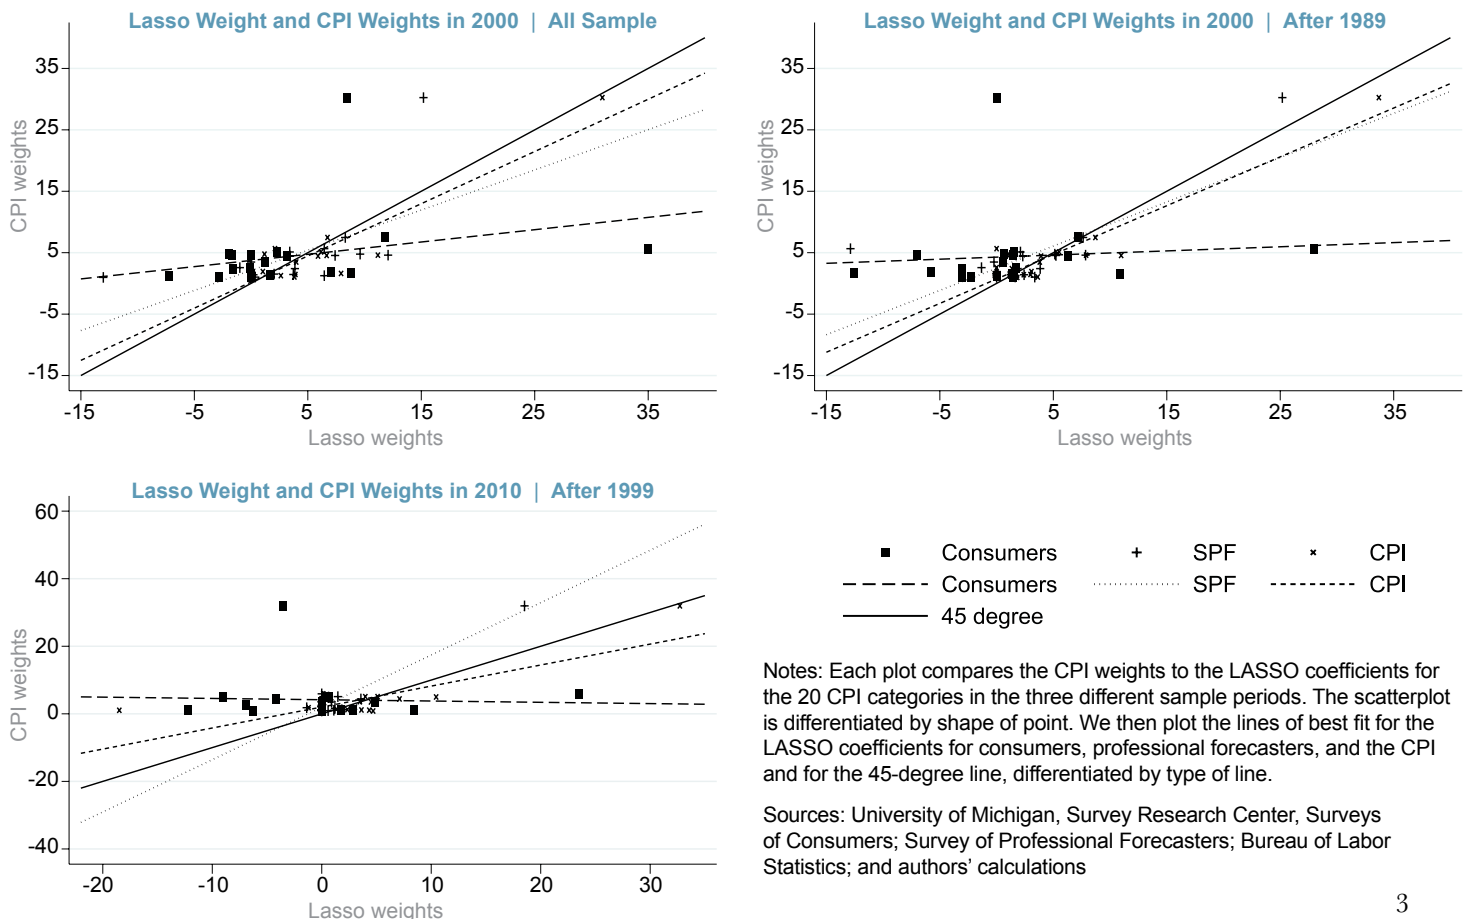 Lasso Weight and CPI Weights in 2000 | All Sample
35
25
15
5
-5
-15
CPI weights
-15 -5 5 15 25 35
Lasso weights
Lasso Weight and CPI Weights in 2000 | After 1989
35
25
15
5
-5
-15
CPI weights
-15 -5 5 15 25 35
Lasso weights
Lasso Weight and CPI Weights in 2010 | After 1999
60
40
20
0
-20
-40
CPI weights
-20 -10 0 10 20 30
Lasso weights
Consumers SPF CPI
Consumers SPF CPI
45 degree
Notes: Each plot compares the CPI weights to the LASSO coefficients for
the 20 CPI categories in the three different sample periods. The scatterplot
is differentiated by shape of point. We then plot the lines of best fit for the
LASSO coefficients for consumers, professional forecasters, and the CPI
and for the 45-degree line, differentiated by type of line.
Sources: University of Michigan, Survey Research Center, Surveys
of Consumers; Survey of Professional Forecasters; Bureau of Labor
Statistics; and authors’ calculations
3